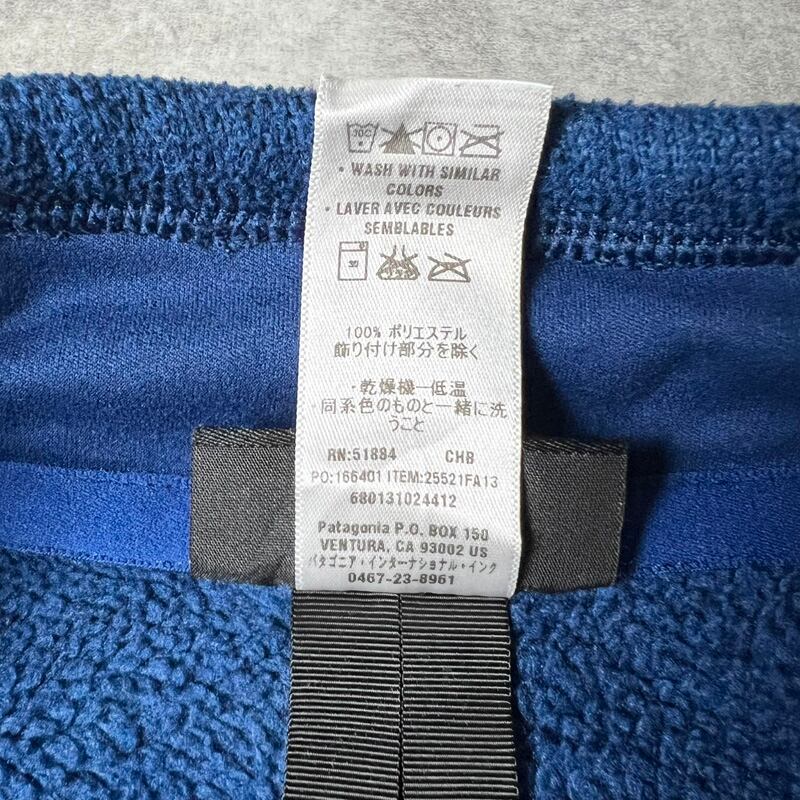 30C
• WASH WITH SIMILAR
COLORS
• LAVER AVEC COULEURS
SEMBLABLES
30
100% ポリエステル
飾り付け部分を除く
・乾燥機ー低温
・同系色のものと一緒に洗
うこと
RN:51884 CHB
PO:166401 ITEM:25521FA13
680131024412
Patagonia P.O. BOX 150
VENTURA, CA 93002 US
パタゴニア・インターナショナル・インク
0467-23-8961